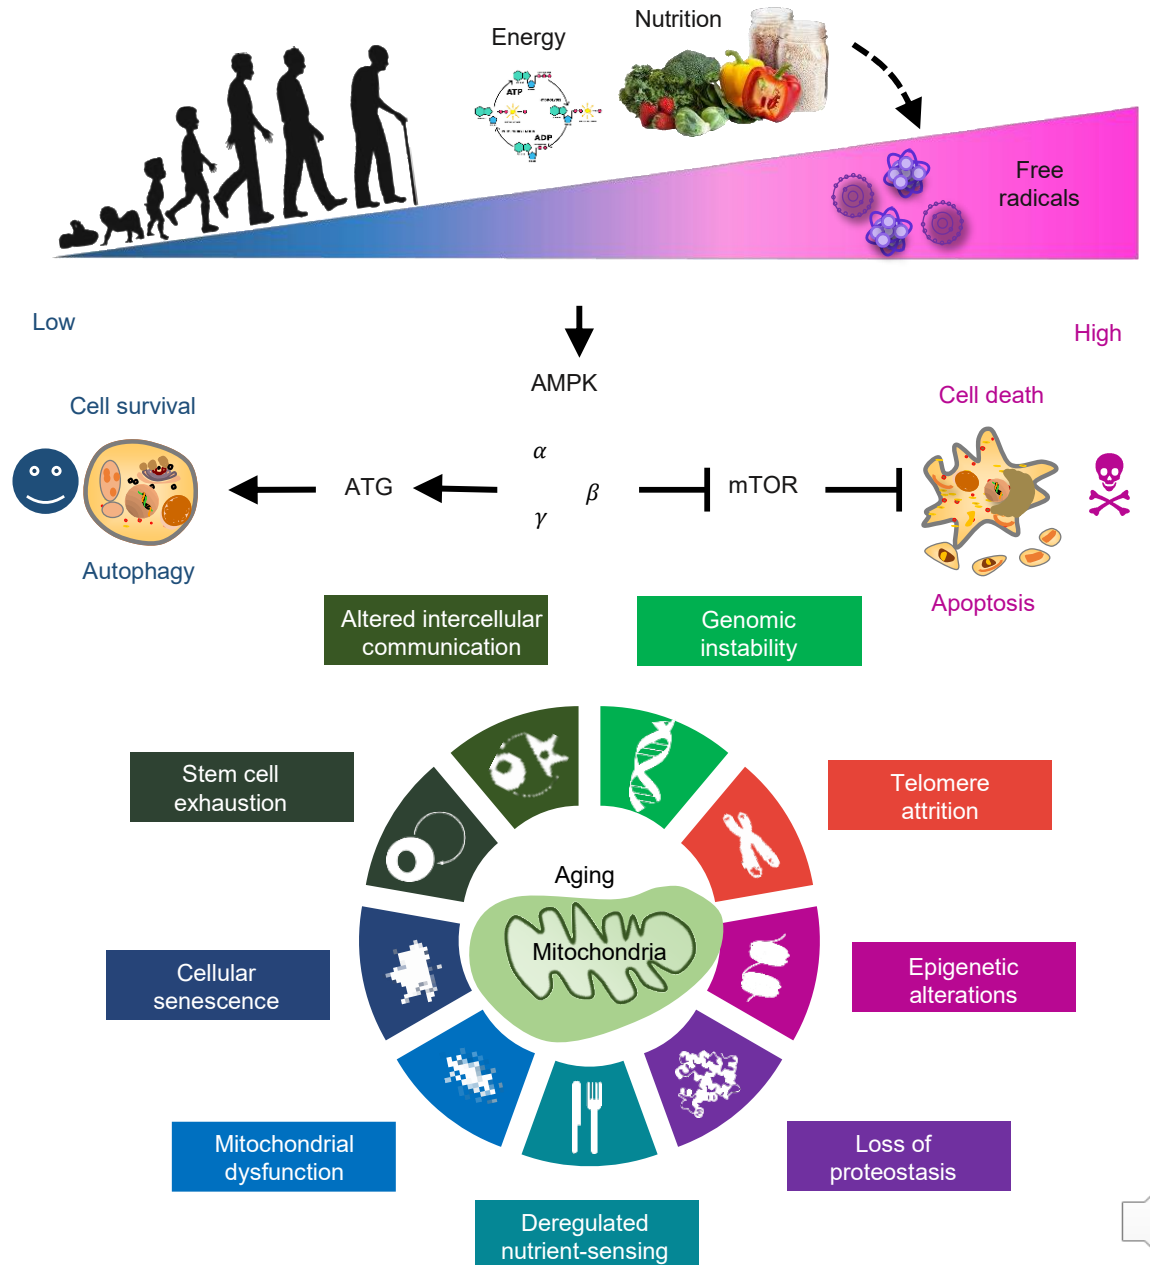 Nutrition
Energy
ATP
ADP
Free
radicals
Low
High
AMPK
Cell survival
Cell death
α
ATG
β
mTOR
γ
Autophagy
Apoptosis
Altered intercellular
communication
Genomic
instability
Stem cell
exhaustion
Telomere
attrition
Aging
Mitochondria
Cellular
senescence
Epigenetic
alterations
Mitochondrial
dysfunction
Loss of
proteostasis
Deregulated
nutrient-sensing